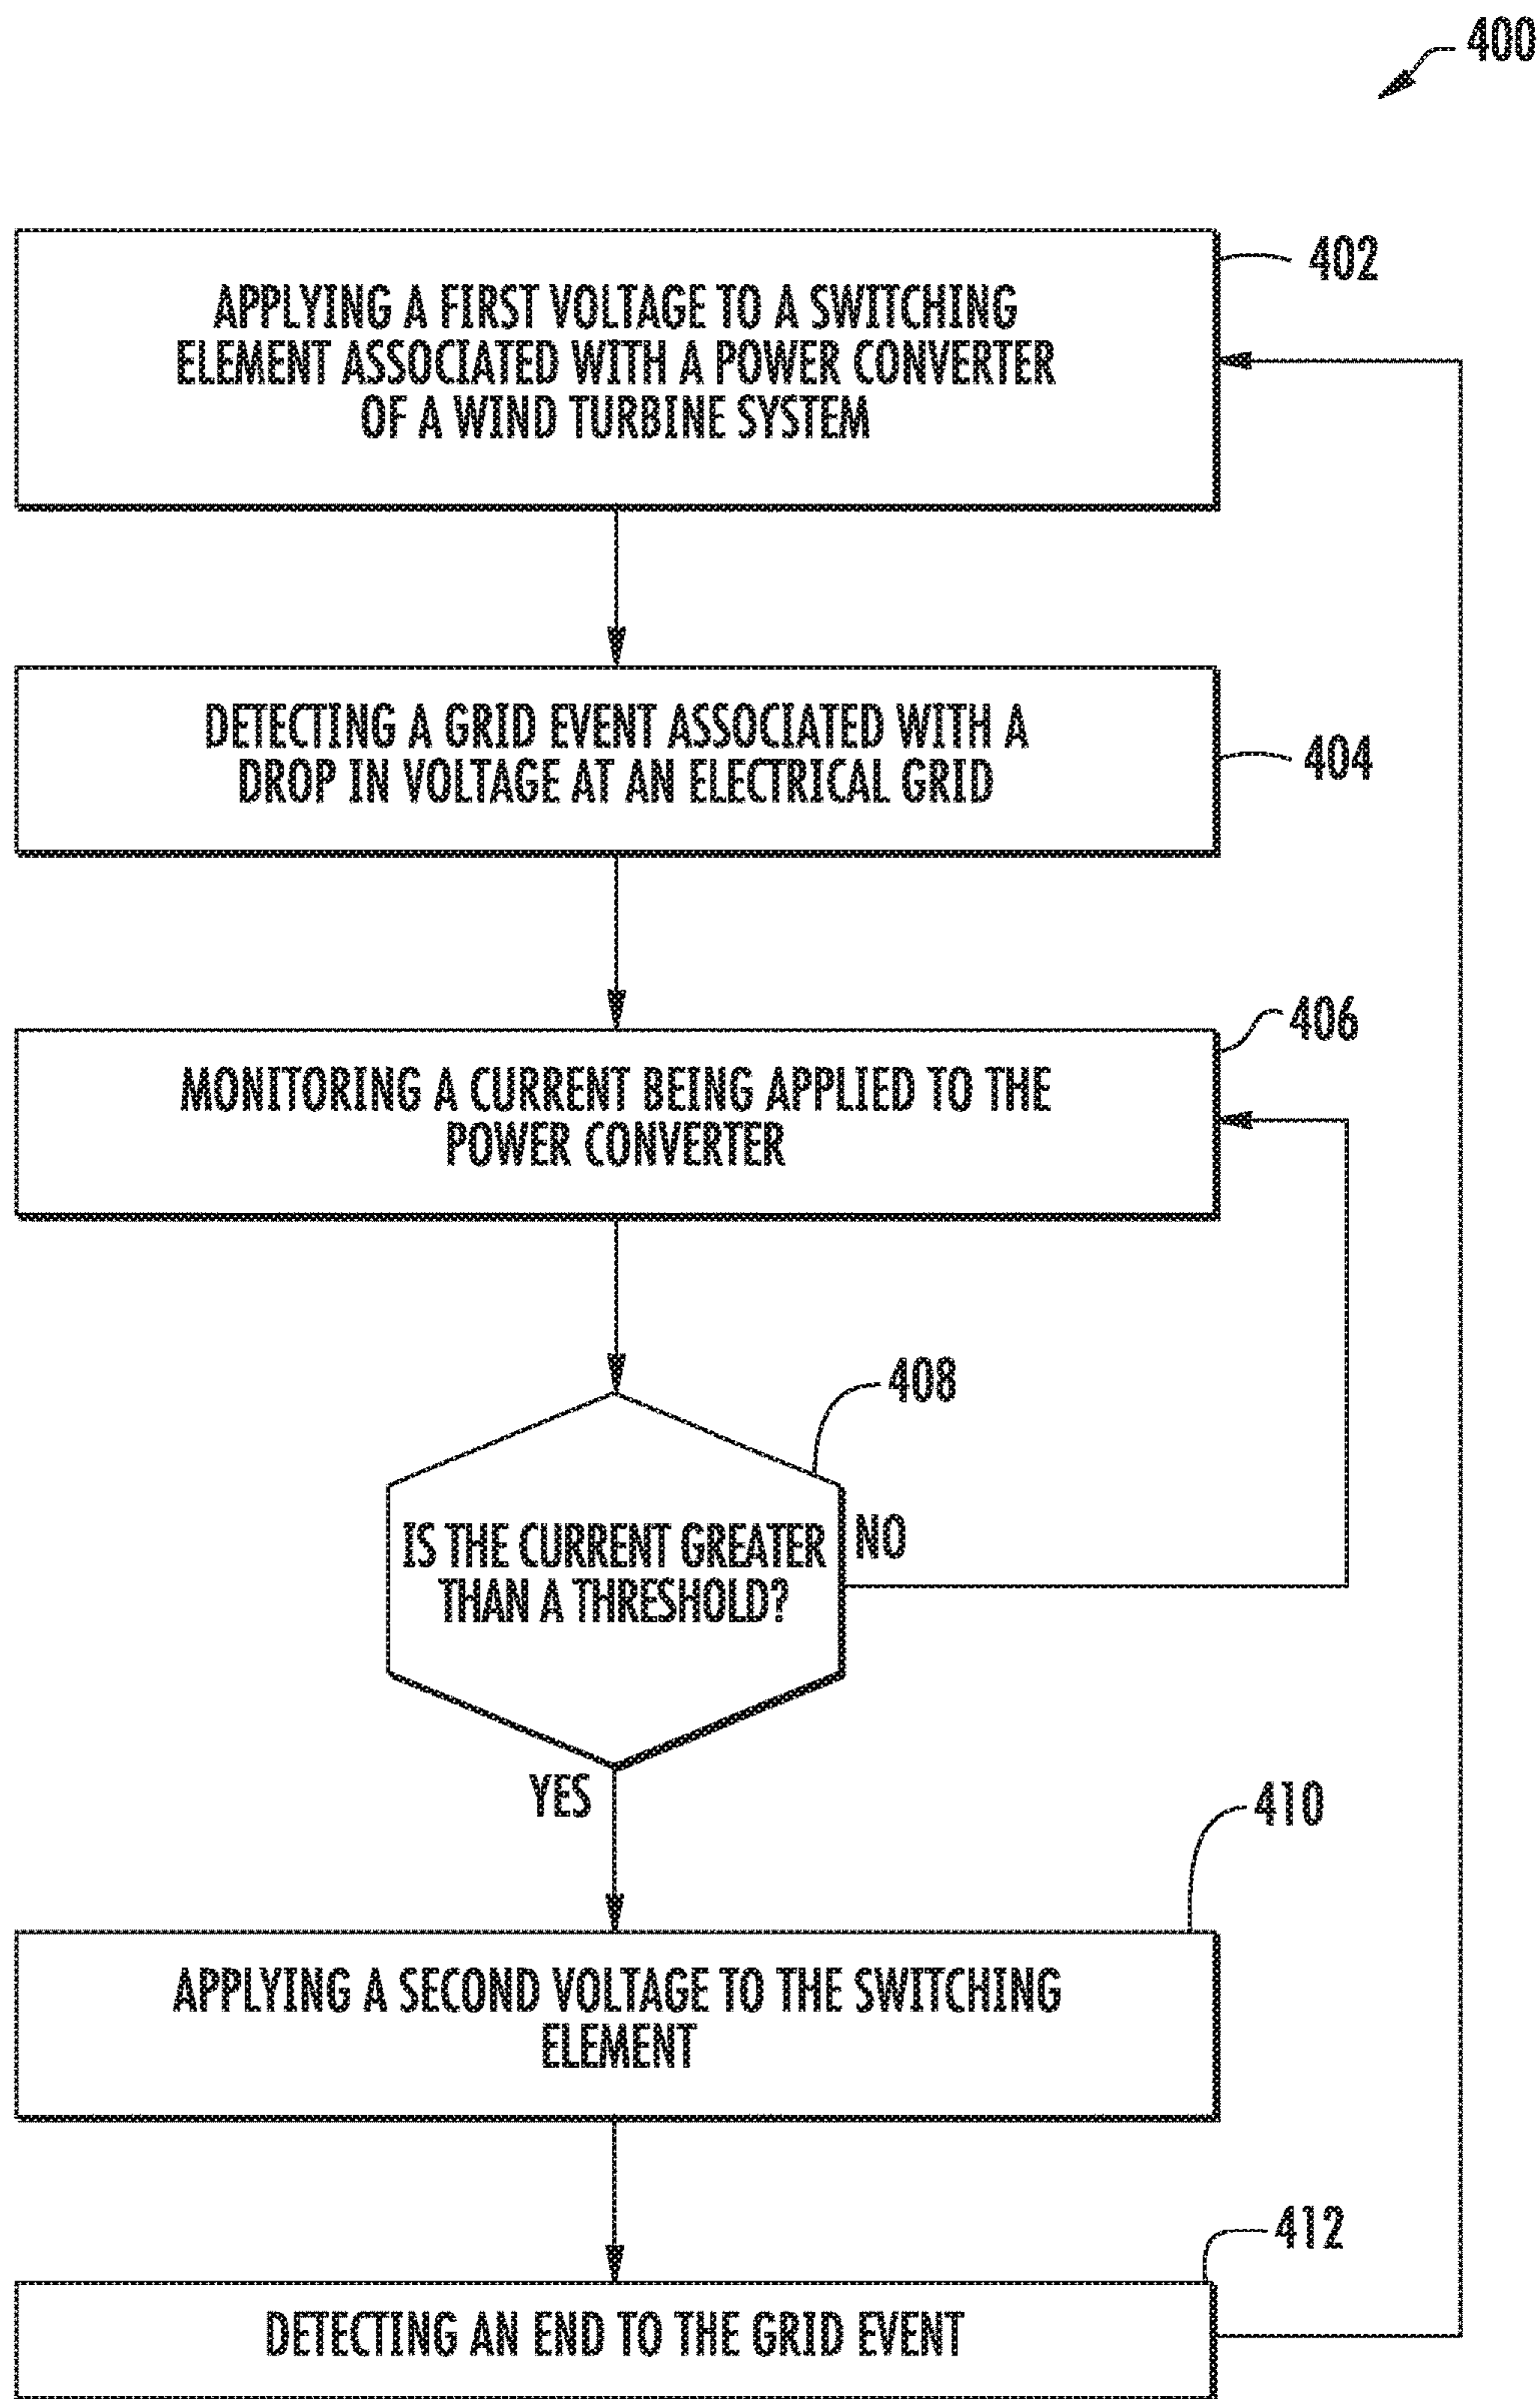 400
402
APPLYING A FIRST VOLTAGE TO A SWITCHING
ELEMENT ASSOCIATED WITH A POWER CONVERTER
OF A WIND TURBINE SYSTEM
DETECTING A GRID EVENT ASSOCIATED WITH A
DROP IN VOLTAGE AT AN ELECTRICAL GRID
404
406
MONITORING A CURRENT BEING APPLIED TO THE
POWER CONVERTER
408
IS THE CURRENT GREATER
THAN A THRESHOLD?
NO
YES
410
APPLYING A SECOND VOLTAGE TO THE SWITCHING
ELEMENT
412
DETECTING AN END TO THE GRID EVENT